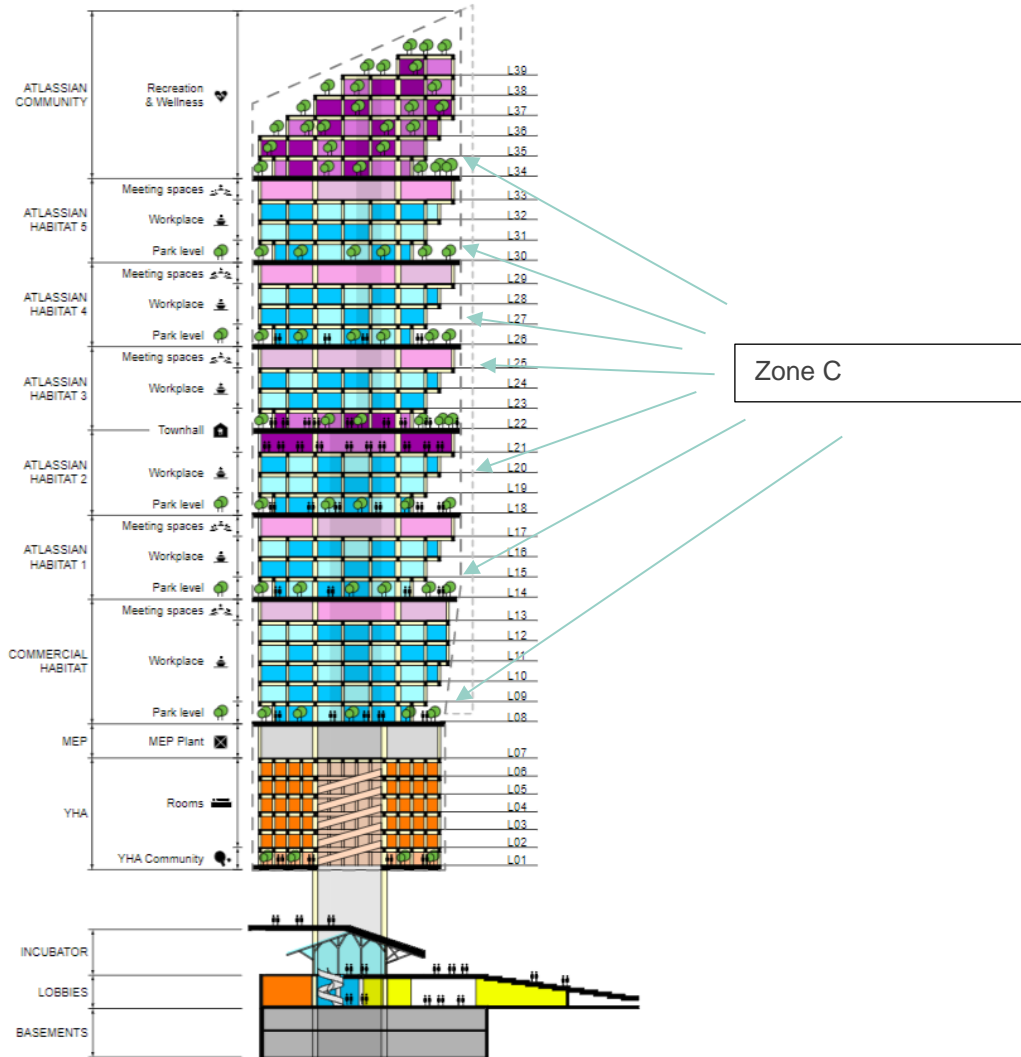 ATLASSIAN
COMMUNITY
Recreation
& Wellness
L39
L38
L37
L36
L35
L34
ATLASSIAN
HABITAT 5
Meeting spaces
Workplace
Park level
L33
L32
L31
L30
ATLASSIAN
HABITAT 4
Meeting spaces
Workplace
Park level
L29
L28
L27
L26
ATLASSIAN
HABITAT 3
Meeting spaces
Workplace
Townhall
L25
L24
L23
L22
Zone C
ATLASSIAN
HABITAT 2
Workplace
Park level
L21
L20
L19
L18
ATLASSIAN
HABITAT 1
Meeting spaces
Workplace
Park level
L17
L16
L15
L14
COMMERCIAL
HABITAT
Meeting spaces
Workplace
Park level
L13
L12
L11
L10
L09
L08
MEP
MEP Plant
L07
YHA
Rooms
YHA Community
L06
L05
L04
L03
L02
L01
INCUBATOR
LOBBIES
BASEMENTS